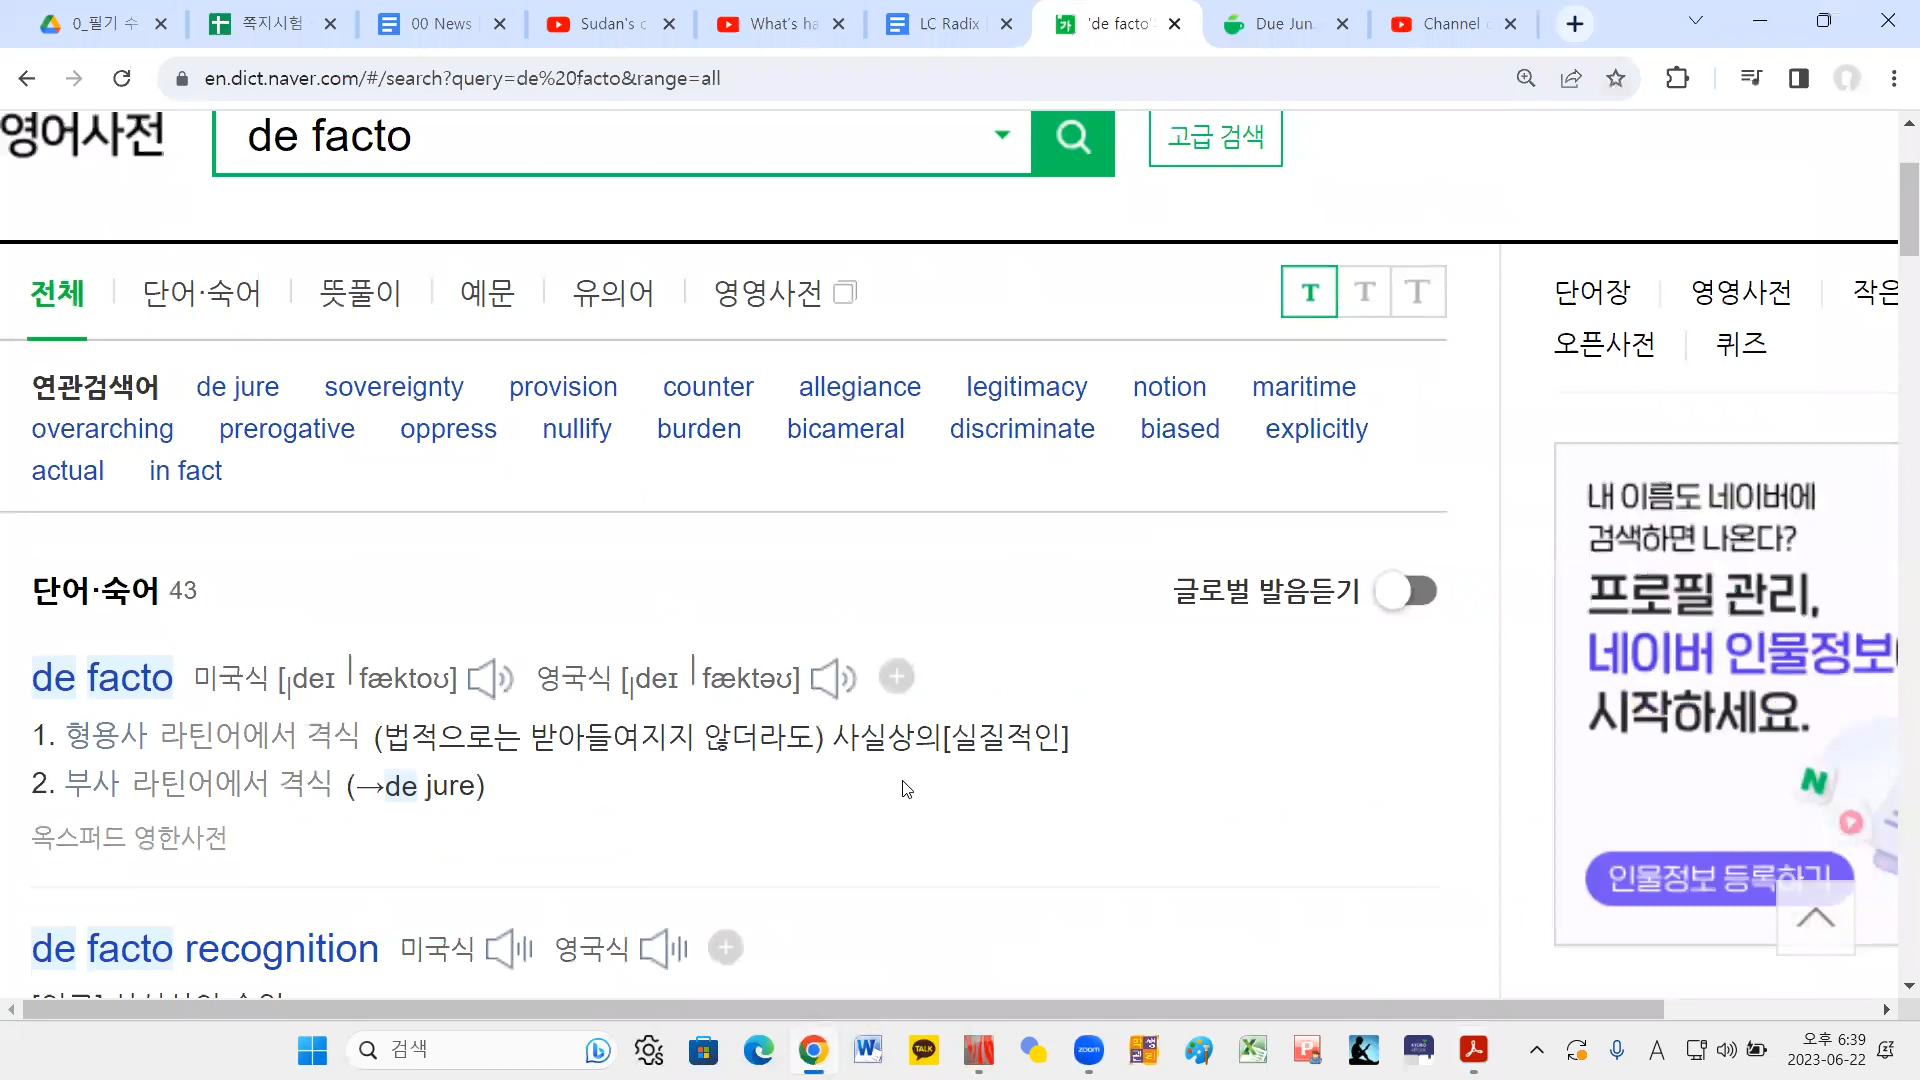 0_필기 수
쪽지시험
00 News
Sudan's c
What's ha
LC Radix
'de facto'
Due Jun.
Channel c
en.dict.naver.com/#/search?query=de%20facto&range=all
영어사전
de facto
고급 검색
전체
단어·숙어
뜻풀이
예문
유의어
영영사전
T T T
단어장
영영사전
작은
오픈사전
퀴즈
연관검색어 de jure sovereignty provision counter allegiance legitimacy notion maritime
overarching prerogative oppress nullify burden bicameral discriminate biased explicitly
actual in fact
단어·숙어 43
글로벌 발음듣기
de facto 미국식 [ˌdeɪ ˈfæktoʊ] 영국식 [ˌdeɪ ˈfæktəʊ]
1. 형용사 라틴어에서 격식 (법적으로는 받아들여지지 않더라도) 사실상의[실질적인]
2. 부사 라틴어에서 격식 (→de jure)
옥스퍼드 영한사전
de facto recognition 미국식 영국식
내 이름도 네이버에
검색하면 나온다?
프로필 관리,
네이버 인물정보
시작하세요.
N
인물정보 등록하기
검색
TALK
zoom
A
오후 6:39
2023-06-22